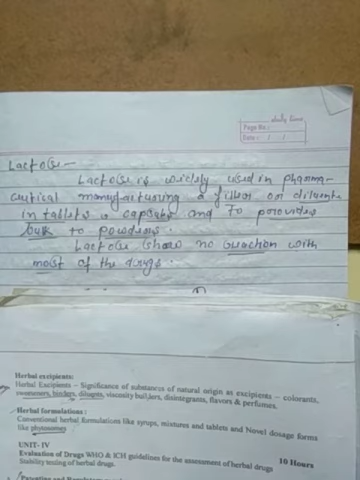 daily time
Page No.:
Date: / /
Lactose -
Lactose is widely used in pharma-
ceutical manufacturing a filler or diluents
in tablets & capsules and to porovides
bulk to powders.
Lactose show no reaction with
most of the drugs.
Herbal excipients:
Herbal Excipients – Significance of substances of natural origin as excipients – colorants,
sweeteners, binders, diluents, viscosity builders, disintegrants, flavors & perfumes.
Herbal formulations :
Conventional herbal formulations like syrups, mixtures and tablets and Novel dosage forms
like phytosomes
UNIT- IV
10 Hours
Evaluation of Drugs WHO & ICH guidelines for the assessment of herbal drugs
Stability testing of herbal drugs.